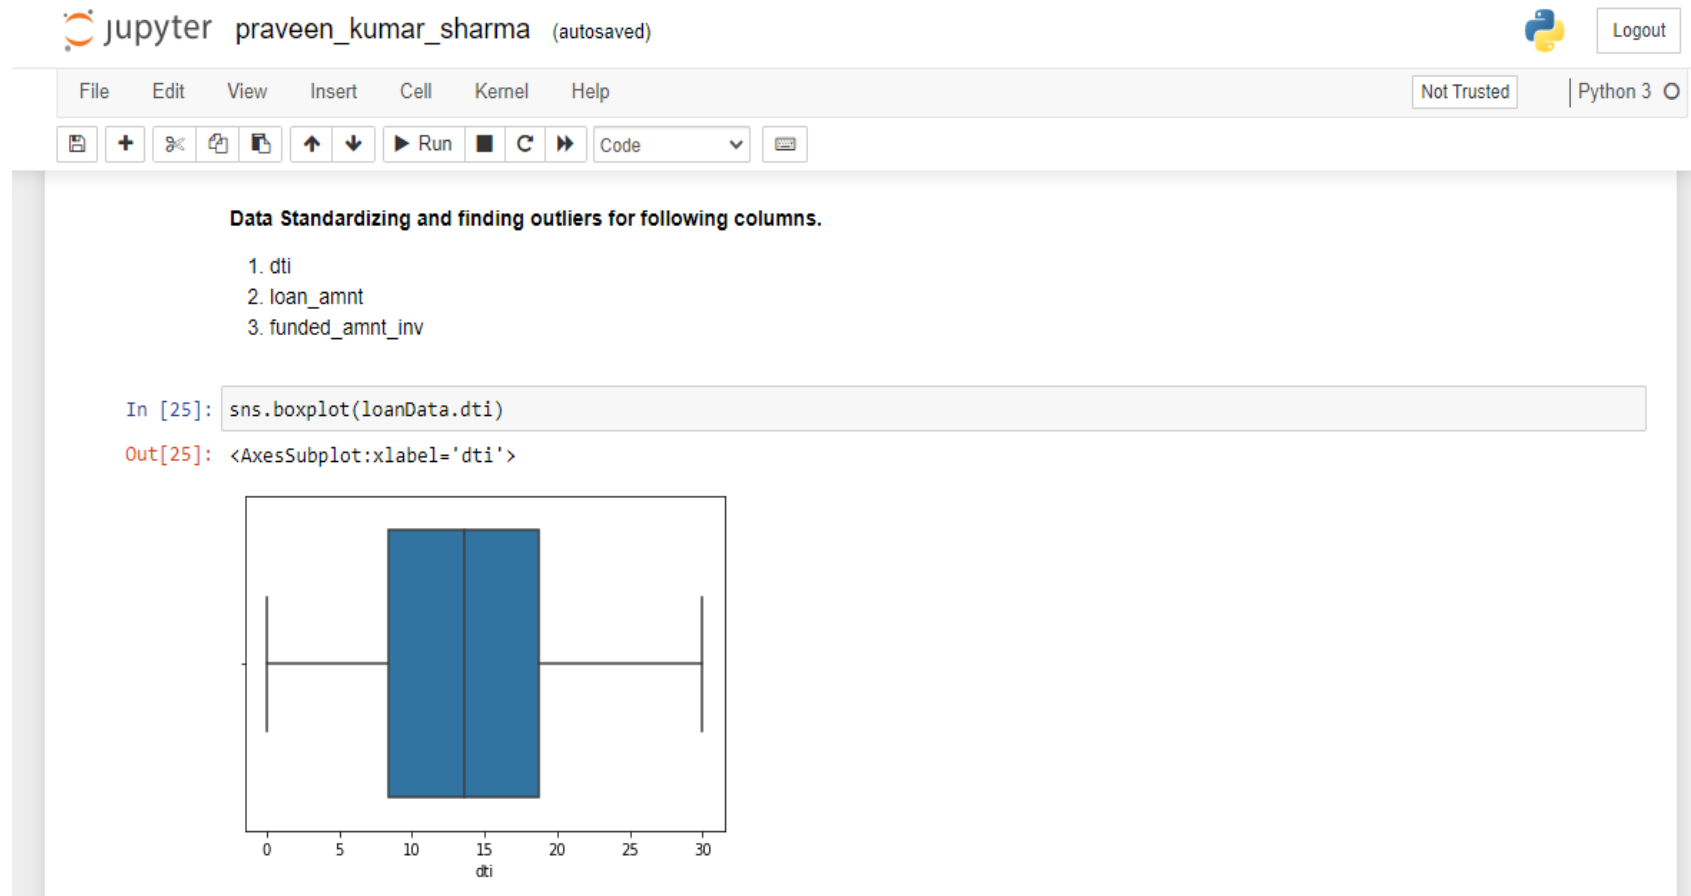 jupyter praveen_kumar_sharma (autosaved) Logout
File Edit View Insert Cell Kernel Help Not Trusted Python 3
Run Code
Data Standardizing and finding outliers for following columns.
1. dti
2. loan_amnt
3. funded_amnt_inv
In [25]: sns.boxplot(loanData.dti)
Out[25]: <AxesSubplot:xlabel='dti'>
0 5 10 15 20 25 30
dti